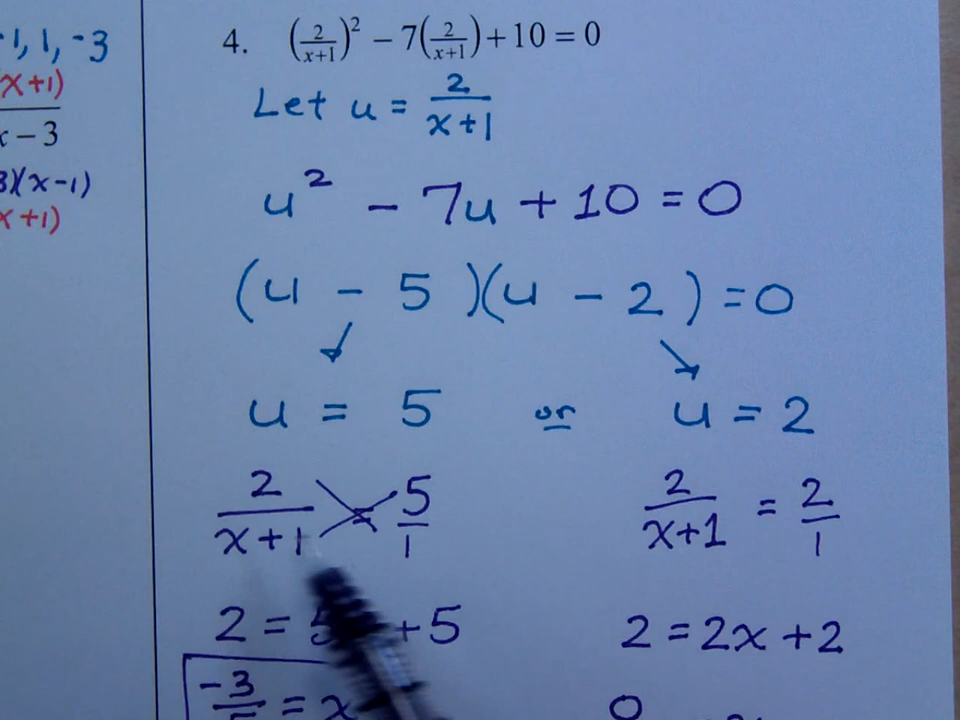 -1, 1, -3
x+1)
x - 3
3)(x-1)
x+1)
4. (2/(x+1))² - 7(2/(x+1)) + 10 = 0
Let u = 2/(x+1)
u² - 7u + 10 = 0
(u - 5)(u - 2) = 0
u = 5 or u = 2
2/(x+1) = 5/1 2/(x+1) = 2/1
2 = 5 + 5 2 = 2x + 2
-3/5 = x 0